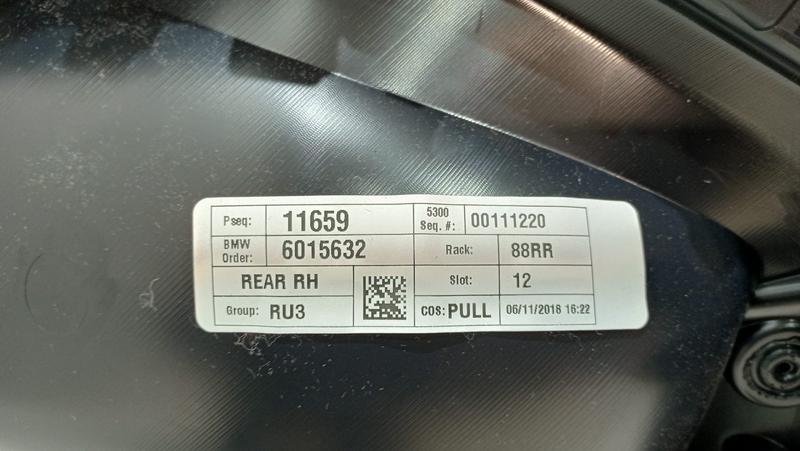 Pseq: 11659 5300 Seq. #: 00111220
BMW Order: 6015632 Rack: 88RR
REAR RH Slot: 12
Group: RU3 COS: PULL 06/11/2018 16:22